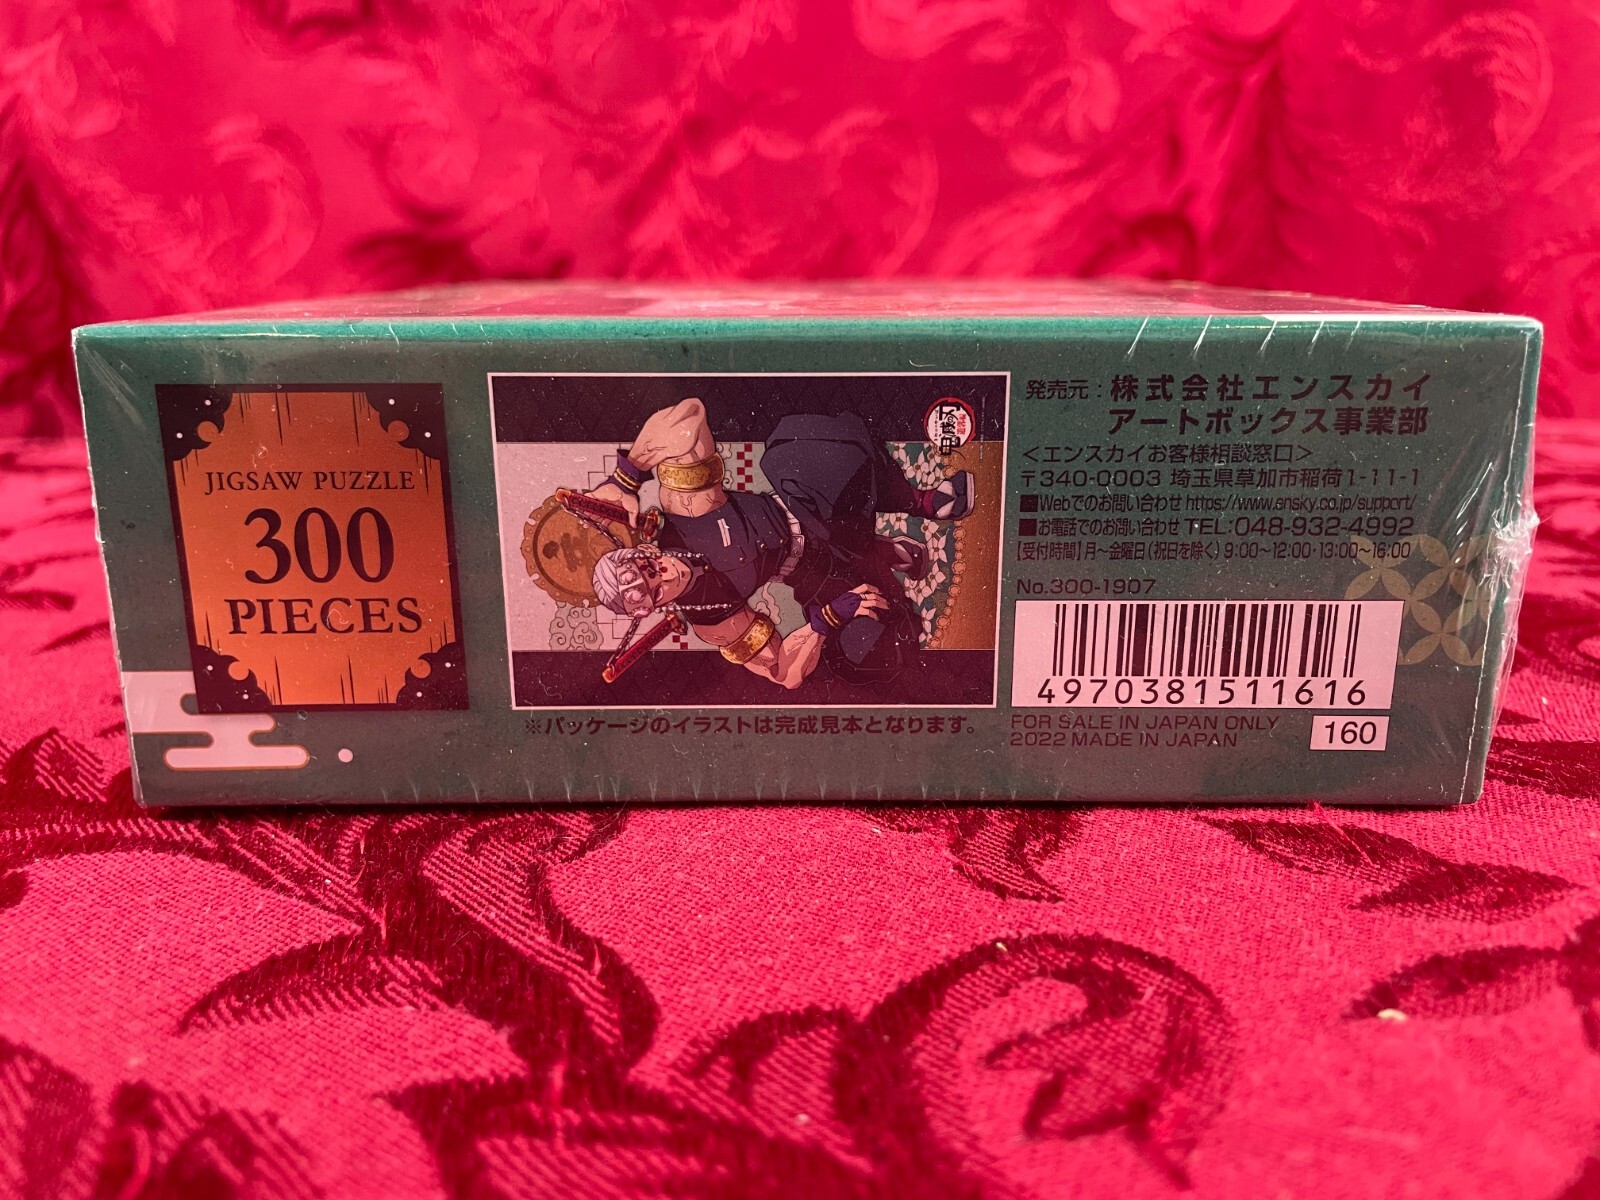 JIGSAW PUZZLE
300
PIECES
鬼滅の刃
※パッケージのイラストは完成見本となります。
発売元：株式会社エンスカイ
アートボックス事業部
＜エンスカイお客様相談窓口＞
〒340-0003 埼玉県草加市稲荷1-11-1
■Webでのお問い合わせ https://www.ensky.co.jp/support/
■お電話でのお問い合わせ TEL:048-932-4992
【受付時間】月〜金曜日(祝日を除く) 9:00〜12:00・13:00〜16:00
No.300-1907
4970381511616
FOR SALE IN JAPAN ONLY
2022 MADE IN JAPAN
160